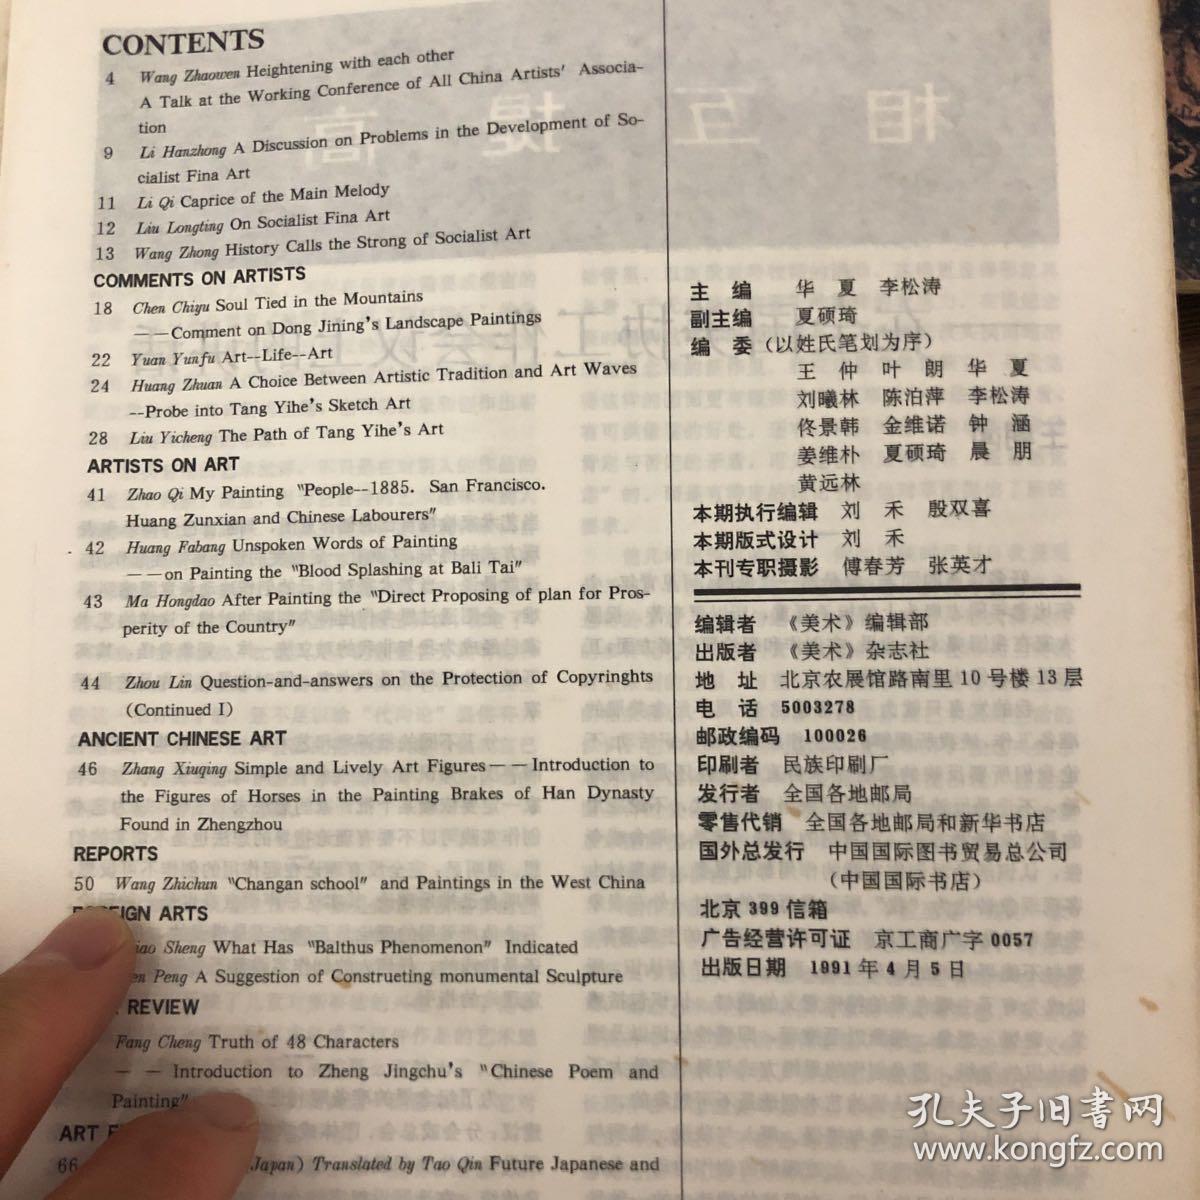 CONTENTS
4 Wang Zhaowen Heightening with each other
A Talk at the Working Conference of All China Artists' Associa-
tion
9 Li Hanzhong A Discussion on Problems in the Development of So-
cialist Fina Art
11 Li Qi Caprice of the Main Melody
12 Liu Longting On Socialist Fina Art
13 Wang Zhong History Calls the Strong of Socialist Art
COMMENTS ON ARTISTS
18 Chen Chiyu Soul Tied in the Mountains
——Comment on Dong Jining's Landscape Paintings
22 Yuan Yunfu Art--Life--Art
24 Huang Zhuan A Choice Between Artistic Tradition and Art Waves
--Probe into Tang Yihe's Sketch Art
28 Liu Yicheng The Path of Tang Yihe's Art
ARTISTS ON ART
41 Zhao Qi My Painting "People--1885. San Francisco.
Huang Zunxian and Chinese Labourers"
42 Huang Fabang Unspoken Words of Painting
——on Painting the "Blood Splashing at Bali Tai"
43 Ma Hongdao After Painting the "Direct Proposing of plan for Pros-
perity of the Country"
44 Zhou Lin Question-and-answers on the Protection of Copyringhts
(Continued I)
ANCIENT CHINESE ART
46 Zhang Xiuqing Simple and Lively Art Figures——Introduction to
the Figures of Horses in the Painting Brakes of Han Dynasty
Found in Zhengzhou
REPORTS
50 Wang Zhichun "Changan school" and Paintings in the West China
ARTS
Sheng What Has "Balthus Phenomenon" Indicated
Peng A Suggestion of Constructing monumental Sculpture
REVIEW
Fang Cheng Truth of 48 Characters
——Introduction to Zheng Jingchu's "Chinese Poem and
Painting"
ART
66 Japan) Translated by Tao Qin Future Japanese and
主 编 华 夏 李松涛
副主编 夏硕琦
编 委 (以姓氏笔划为序)
王 仲 叶 朗 华 夏
刘曦林 陈泊萍 李松涛
佟景韩 金维诺 钟 涵
姜维朴 夏硕琦 晨 朋
黄远林
本期执行编辑 刘 禾 殷双喜
本期版式设计 刘 禾
本刊专职摄影 傅春芳 张英才
编辑者 《美术》编辑部
出版者 《美术》杂志社
地 址 北京农展馆路南里10号楼13层
电 话 5003278
邮政编码 100026
印刷者 民族印刷厂
发行者 全国各地邮局
零售代销 全国各地邮局和新华书店
国外总发行 中国国际图书贸易总公司
(中国国际书店)
北京399信箱
广告经营许可证 京工商广字0057
出版日期 1991年4月5日
孔夫子旧书网
www.kongfz.com